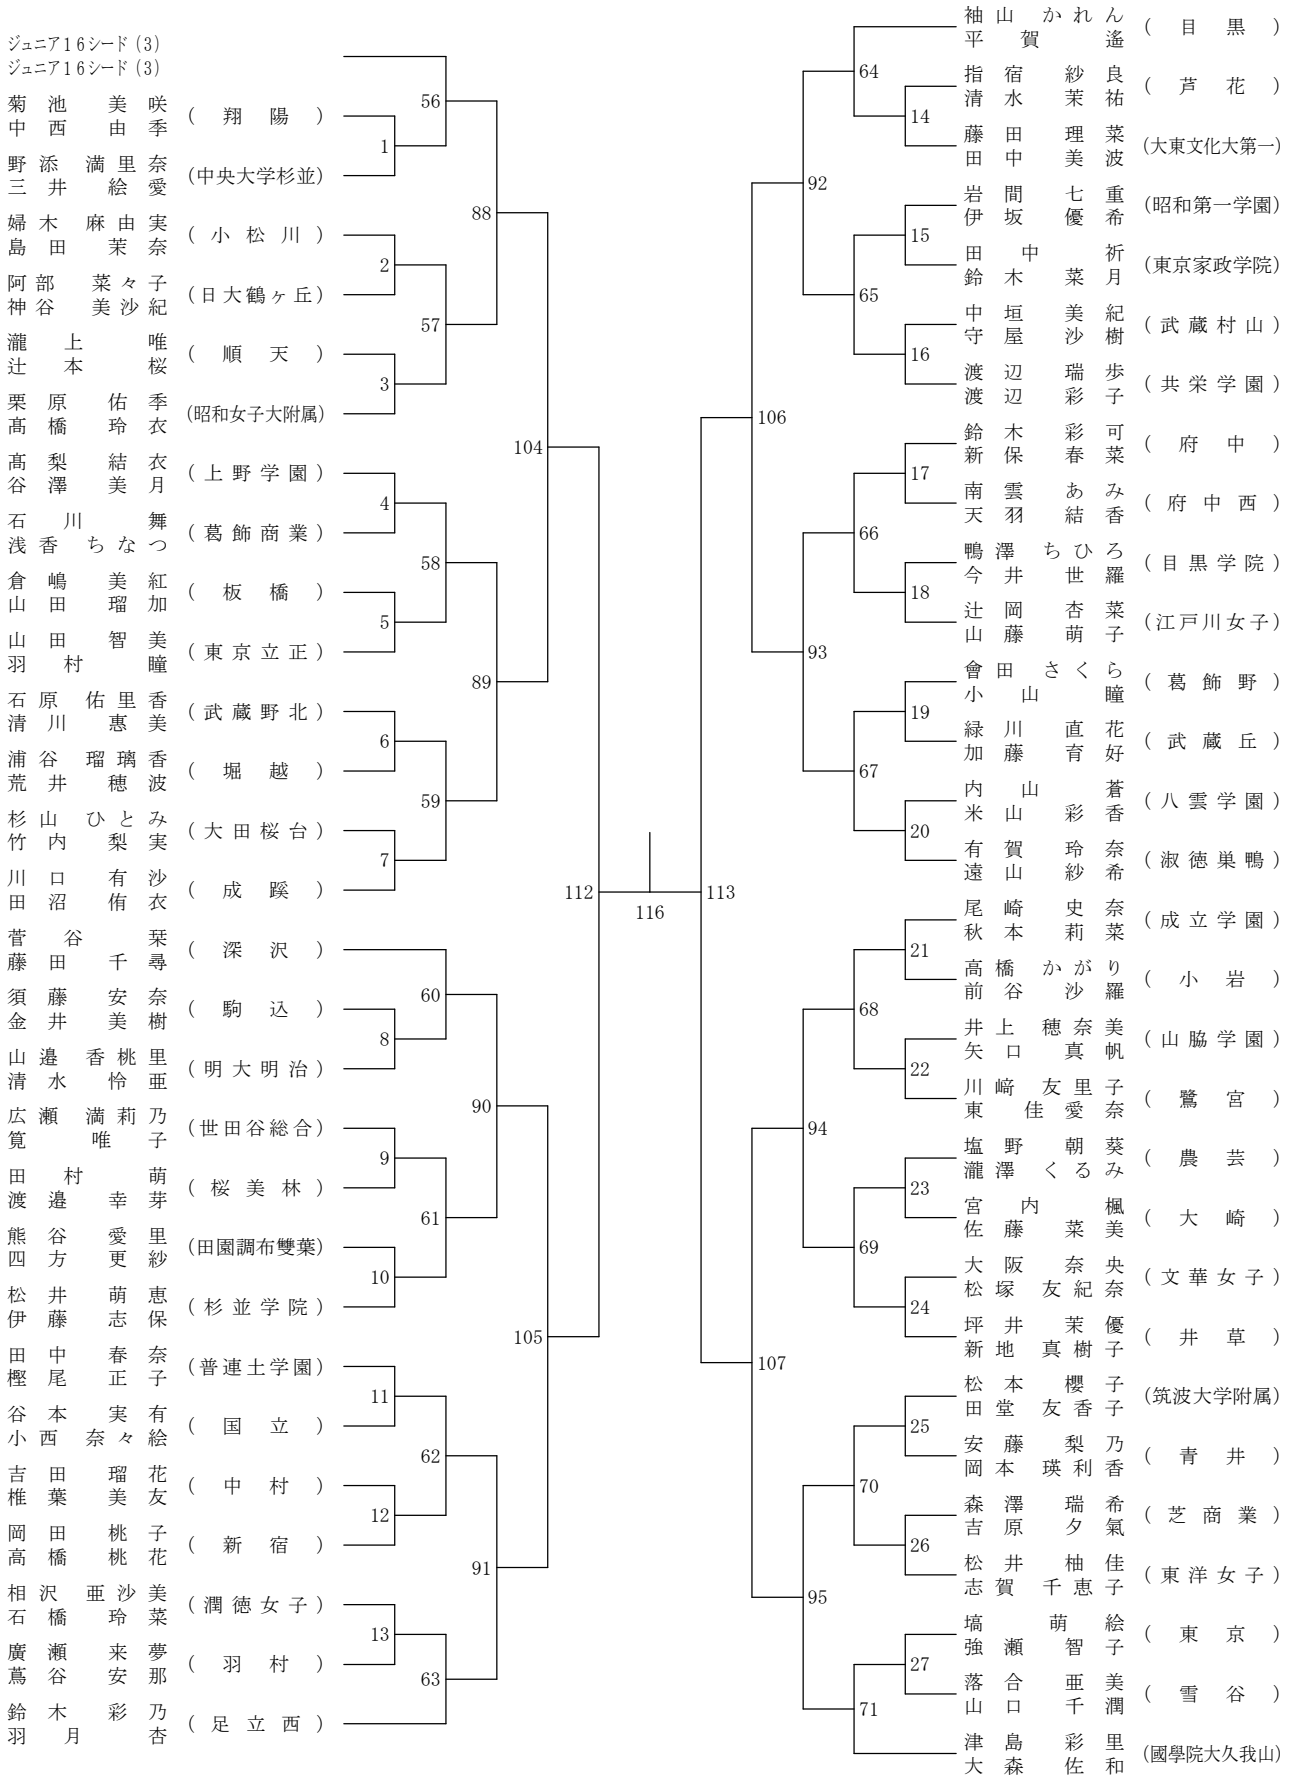 ジュニア16シード (3)
ジュニア16シード (3)
菊池 美咲
中西 由季
(翔陽)
野添 満里奈
三井 絵愛
(中央大学杉並)
婦木 麻由実
島田 茉奈
(小松川)
阿部 菜々子
神谷 美沙紀
(日大鶴ヶ丘)
瀧上 唯
辻本 桜
(順天)
栗原 佑季
髙橋 玲衣
(昭和女子大附属)
髙梨 結衣
谷澤 美月
(上野学園)
石川 舞
浅香 ちなつ
(葛飾商業)
倉嶋 美紅
山田 瑠加
(板橋)
山田 智美
羽村 瞳
(東京立正)
石原 佑里香
清川 惠美
(武蔵野北)
浦谷 瑠璃香
荒井 穂波
(堀越)
杉山 ひとみ
竹内 梨実
(大田桜台)
川口 有沙
田沼 侑衣
(成蹊)
菅谷 栞
藤田 千尋
(深沢)
須藤 安奈
金井 美樹
(駒込)
山邉 香桃里
清水 怜亜
(明大明治)
広瀬 満莉乃
筧 唯子
(世田谷総合)
田村 萌
渡邉 幸芽
(桜美林)
熊谷 愛里
四方 更紗
(田園調布雙葉)
松井 萌恵
伊藤 志保
(杉並学院)
田中 春奈
樫尾 正子
(普連土学園)
谷本 実有
小西 奈々絵
(国立)
吉田 瑠花
椎葉 美友
(中村)
岡田 桃子
高橋 桃花
(新宿)
相沢 亜沙美
石橋 玲菜
(潤徳女子)
廣瀬 来夢
蔦谷 安那
(羽村)
鈴木 彩乃
羽月 杏
(足立西)
1
2
3
4
5
6
7
8
9
10
11
12
13
56
57
58
59
60
61
62
63
88
89
90
91
104
105
112
116
113
106
107
92
93
94
95
64
65
66
67
68
69
70
71
14
15
16
17
18
19
20
21
22
23
24
25
26
27
袖山 かれん
平賀 遙
(目黒)
指宿 紗良
清水 茉祐
(芦花)
藤田 理菜
田中 美波
(大東文化大第一)
岩間 七重
伊坂 優希
(昭和第一学園)
田中 祈
鈴木 菜月
(東京家政学院)
中垣 美紀
守屋 沙樹
(武蔵村山)
渡辺 瑞歩
渡辺 彩子
(共栄学園)
鈴木 彩可
新保 春菜
(府中)
南雲 あみ
天羽 結香
(府中西)
鴨澤 ちひろ
今井 世羅
(目黒学院)
辻岡 杏菜
山藤 萌子
(江戸川女子)
會田 さくら
小山 瞳
(葛飾野)
緑川 直花
加藤 育好
(武蔵丘)
内山 蒼
米山 彩香
(八雲学園)
有賀 玲奈
遠山 紗希
(淑徳巣鴨)
尾崎 史奈
秋本 莉菜
(成立学園)
高橋 かがり
前谷 沙羅
(小岩)
井上 穂奈美
矢口 真帆
(山脇学園)
川﨑 友里子
東 佳愛奈
(鷺宮)
塩野 朝葵
瀧澤 くるみ
(農芸)
宮内 楓
佐藤 菜美
(大崎)
大阪 奈央
松塚 友紀奈
(文華女子)
坪井 茉優
新地 真樹子
(井草)
松本 櫻子
田堂 友香子
(筑波大学附属)
安藤 梨乃
岡本 瑛利香
(青井)
森澤 瑞希
吉原 夕氣
(芝商業)
松井 柚佳
志賀 千恵子
(東洋女子)
塙 萌絵
強瀬 智子
(東京)
落合 亜美
山口 千潤
(雪谷)
津島 彩里
大森 佐和
(國學院大久我山)